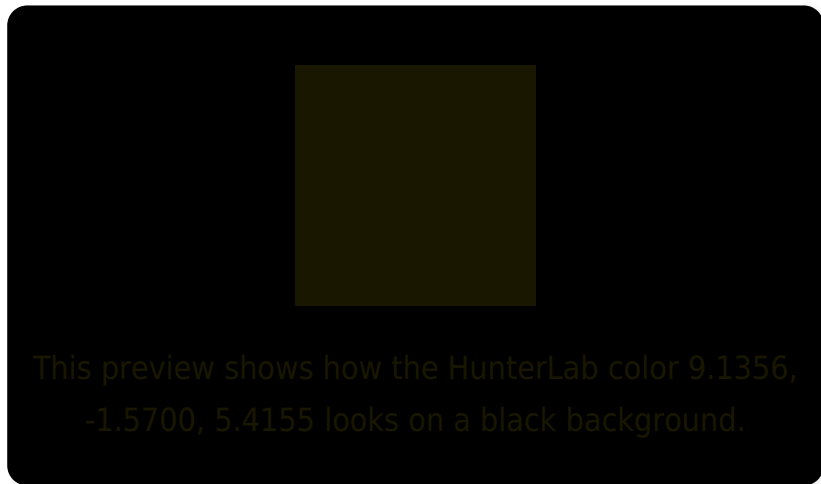 This preview shows how the HunterLab color 9.1356,
-1.5700, 5.4155 looks on a black background.